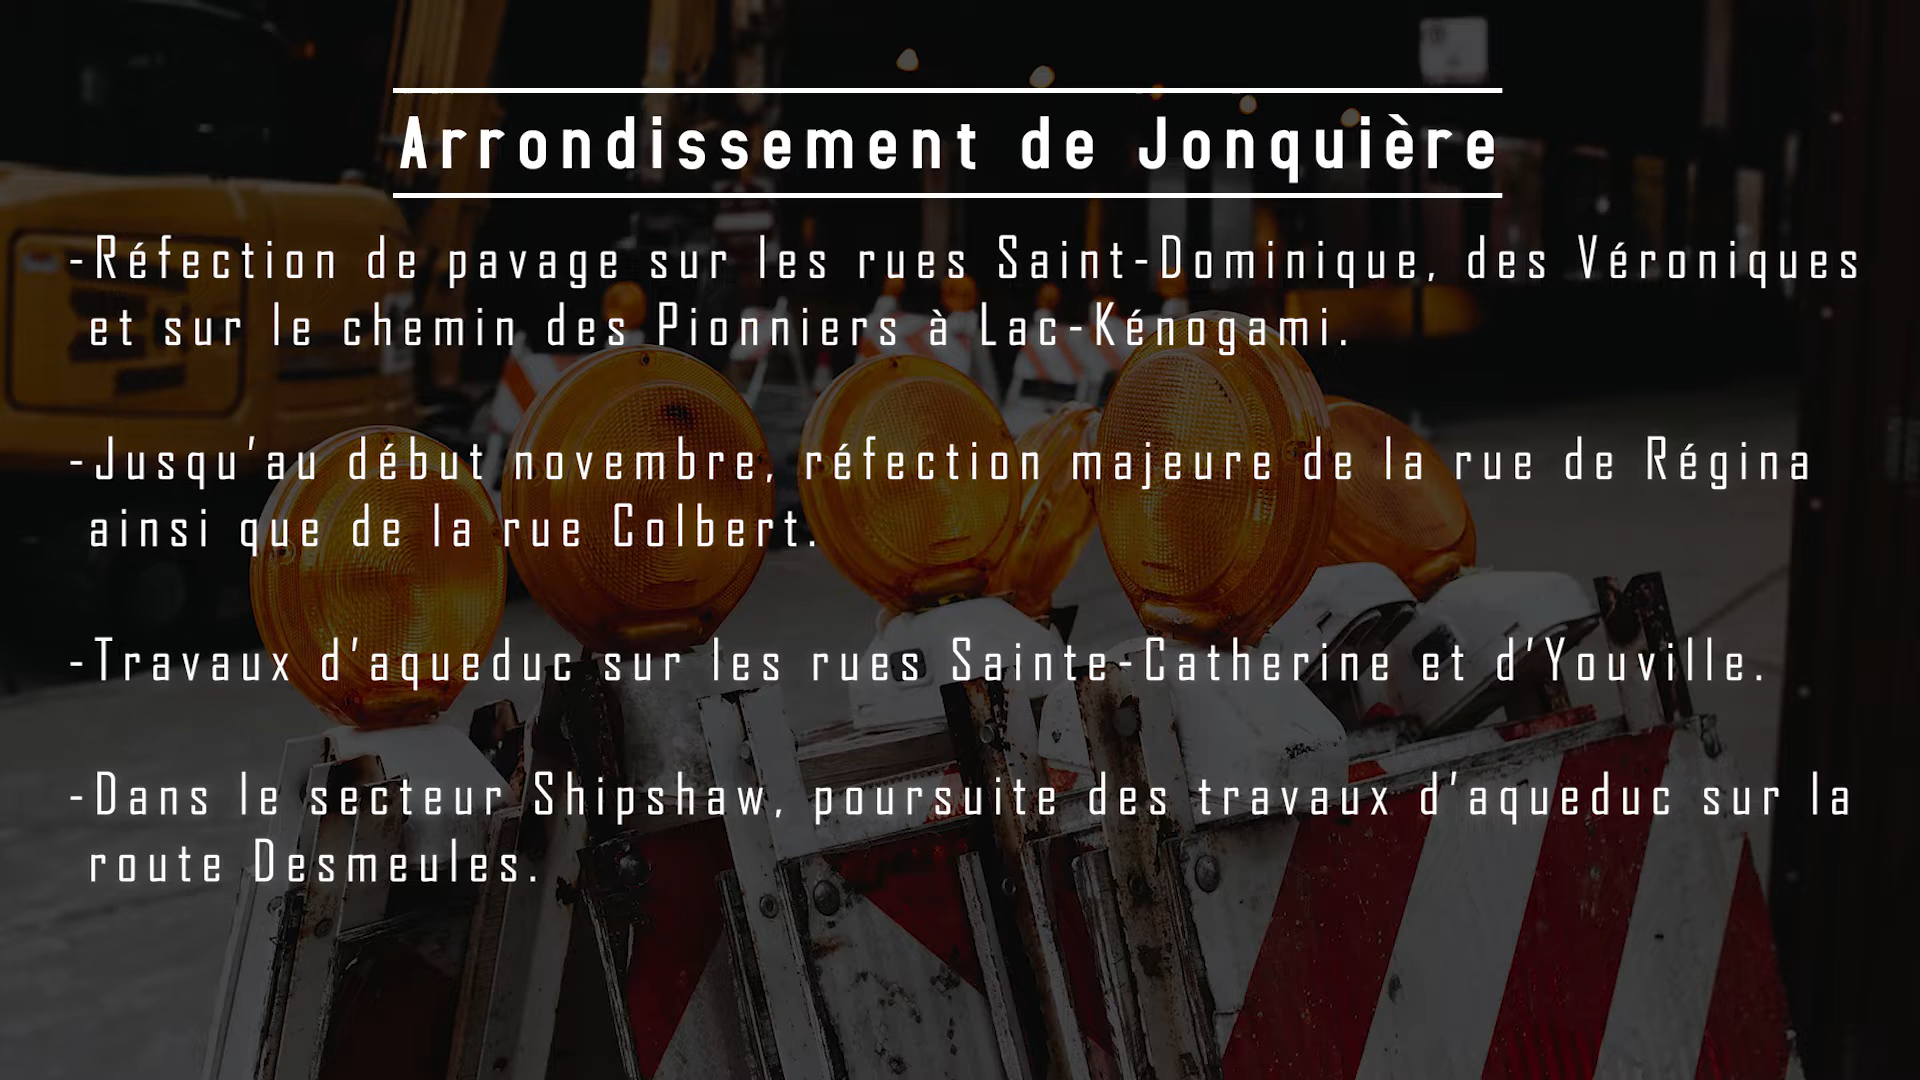 Arrondissement de Jonquière
-Réfection de pavage sur les rues Saint-Dominique, des Véroniques
et sur le chemin des Pionniers à Lac-Kénogami.
-Jusqu'au début novembre, réfection majeure de la rue de Régina
ainsi que de la rue Colbert.
-Travaux d'aqueduc sur les rues Sainte-Catherine et d'Youville.
-Dans le secteur Shipshaw, poursuite des travaux d'aqueduc sur la
route Desmeules.